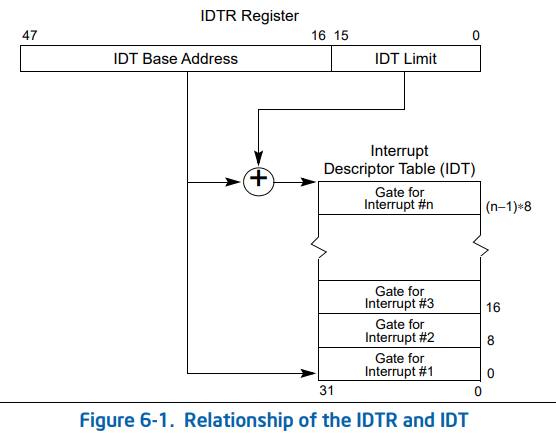 IDTR Register
47 16 15 0
IDT Base Address IDT Limit
+
Interrupt
Descriptor Table (IDT)
Gate for
Interrupt #n
(n–1)∗8
Gate for
Interrupt #3
16
Gate for
Interrupt #2
8
Gate for
Interrupt #1
0
31 0
Figure 6-1. Relationship of the IDTR and IDT